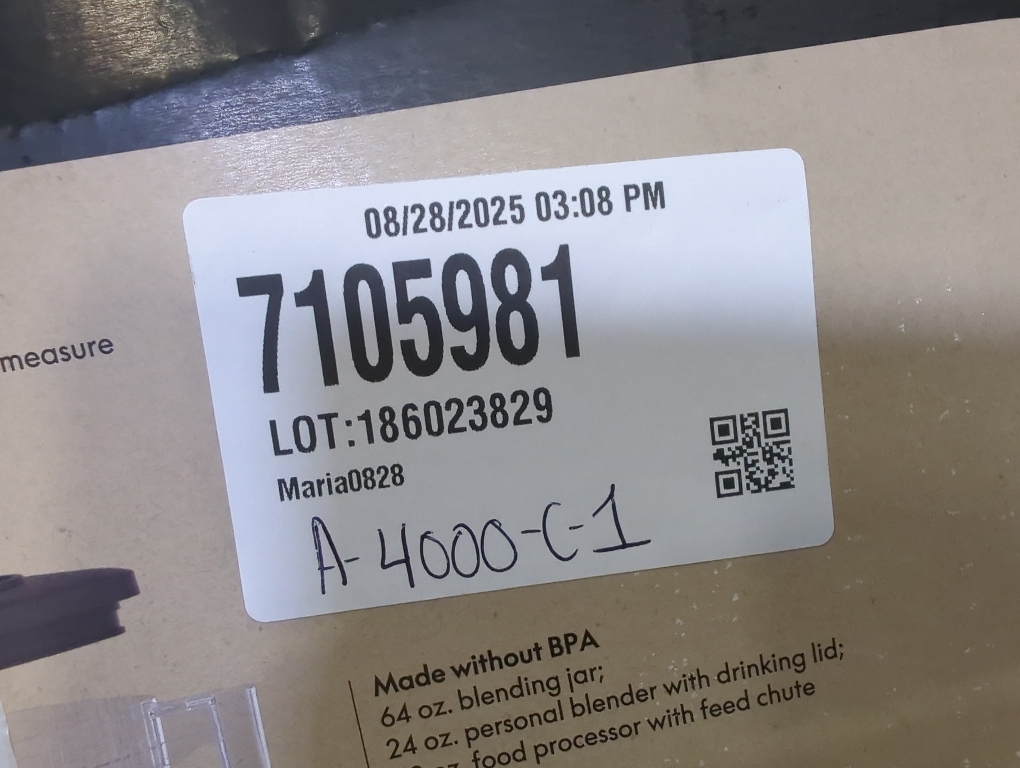 08/28/2025 03:08 PM
7105981
LOT:186023829
Maria0828
A-4000-C-1
measure
Made without BPA
64 oz. blending jar;
24 oz. personal blender with drinking lid;
oz. food processor with feed chute